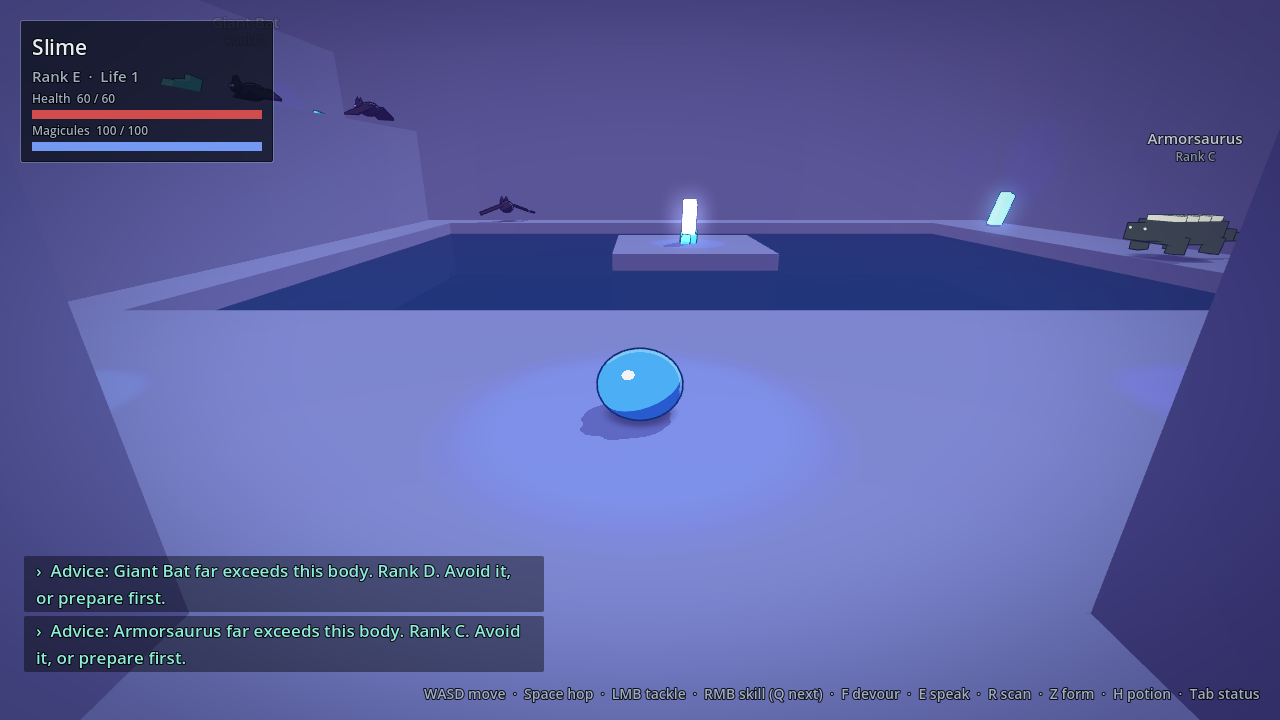 Giant Bat
Slime
Rank E · Life 1
Health 60 / 60
Magicules 100 / 100
Armorsaurus
Rank C
› Advice: Giant Bat far exceeds this body. Rank D. Avoid it,
or prepare first.
› Advice: Armorsaurus far exceeds this body. Rank C. Avoid
it, or prepare first.
WASD move · Space hop · LMB tackle · RMB skill (Q next) · F devour · E speak · R scan · Z form · H potion · Tab status